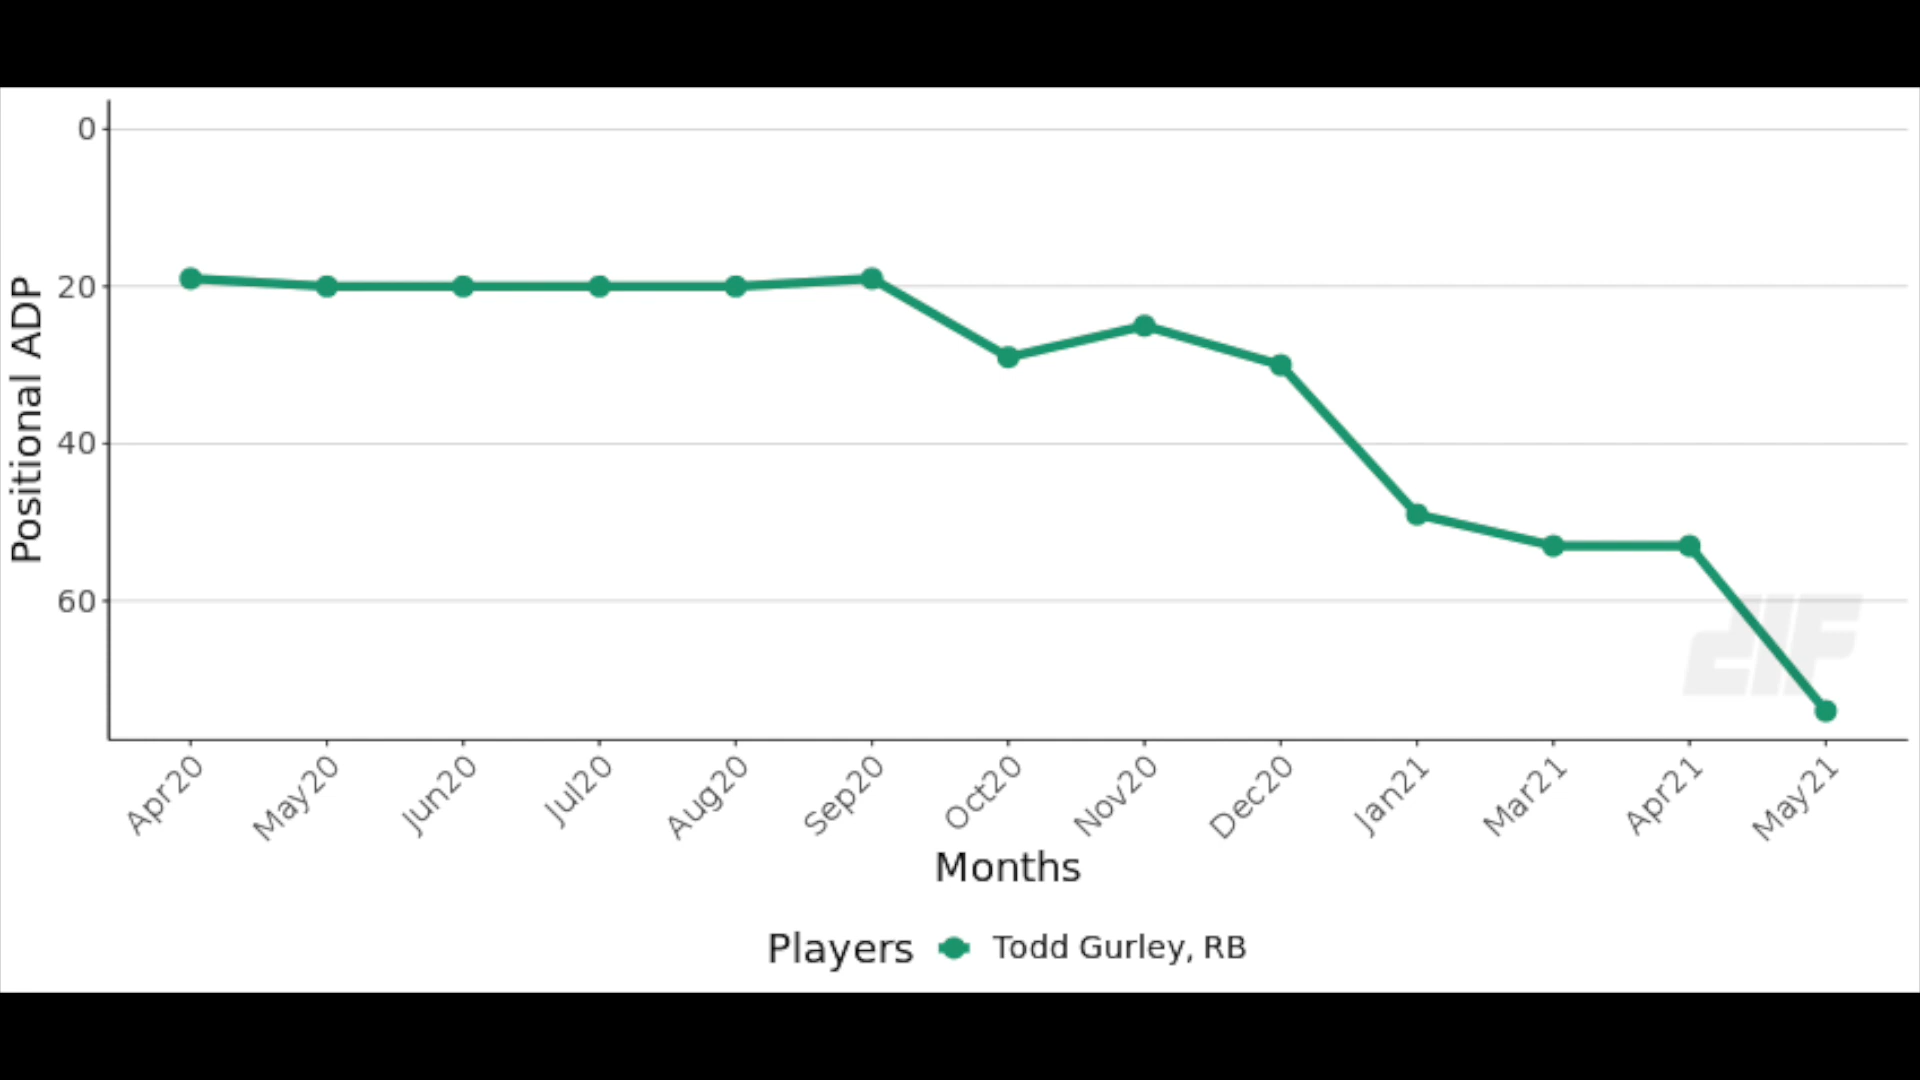 Positional ADP
0
20
40
60
Apr20
May20
Jun20
Jul20
Aug20
Sep20
Oct20
Nov20
Dec20
Jan21
Mar21
Apr21
May21
Months
Players Todd Gurley, RB